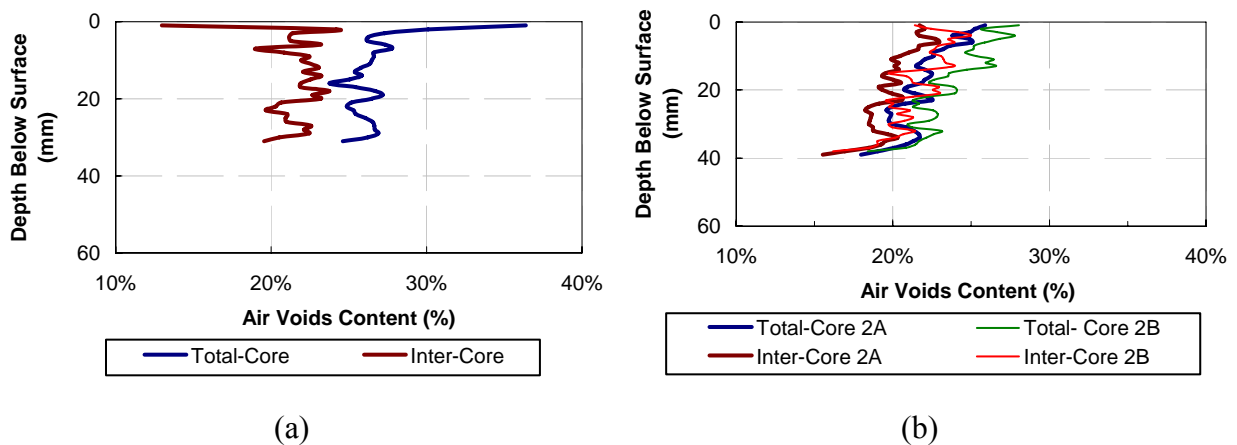 0
20
40
60
Depth Below Surface
(mm)
10%
20%
30%
40%
Air Voids Content (%)
Total-Core
Inter-Core
(a)
0
20
40
60
Depth Below Surface
(mm)
10%
20%
30%
40%
Air Voids Content (%)
Total-Core 2A
Total- Core 2B
Inter-Core 2A
Inter-Core 2B
(b)